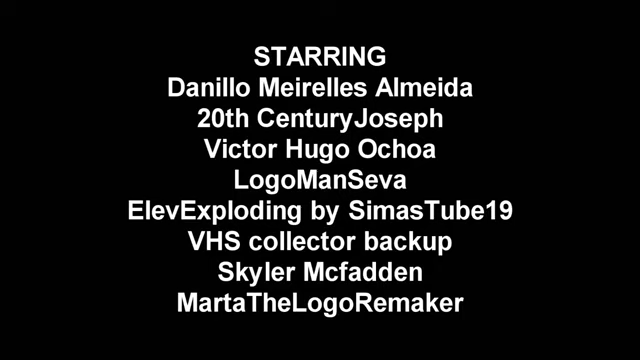 STARRING
Danillo Meirelles Almeida
20th CenturyJoseph
Victor Hugo Ochoa
LogoManSeva
ElevExploding by SimasTube19
VHS collector backup
Skyler Mcfadden
MartaTheLogoRemaker